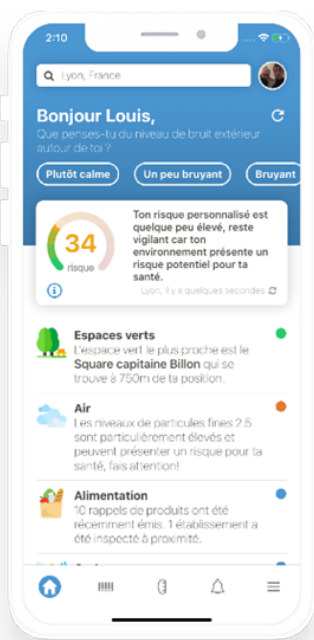 2:10
Lyon, France
Bonjour Louis,
Que penses-tu du niveau de bruit extérieur
autour de toi ?
Plutôt calme
Un peu bruyant
Bruyant
34
risque
Ton risque personnalisé est
quelque peu élevé, reste
vigilant car ton
environnement présente un
risque potentiel pour ta
santé.
Lyon, il y a quelques secondes
Espaces verts
L'espace vert le plus proche est le
Square capitaine Billon qui se
trouve à 750m de ta position.
Air
Les niveaux de particules fines 2.5
sont particulièrement élevés et
peuvent présenter un risque pour ta
santé, fais attention!
Alimentation
10 rappels de produits ont été
récemment émis. 1 établissement a
été inspecté à proximité.